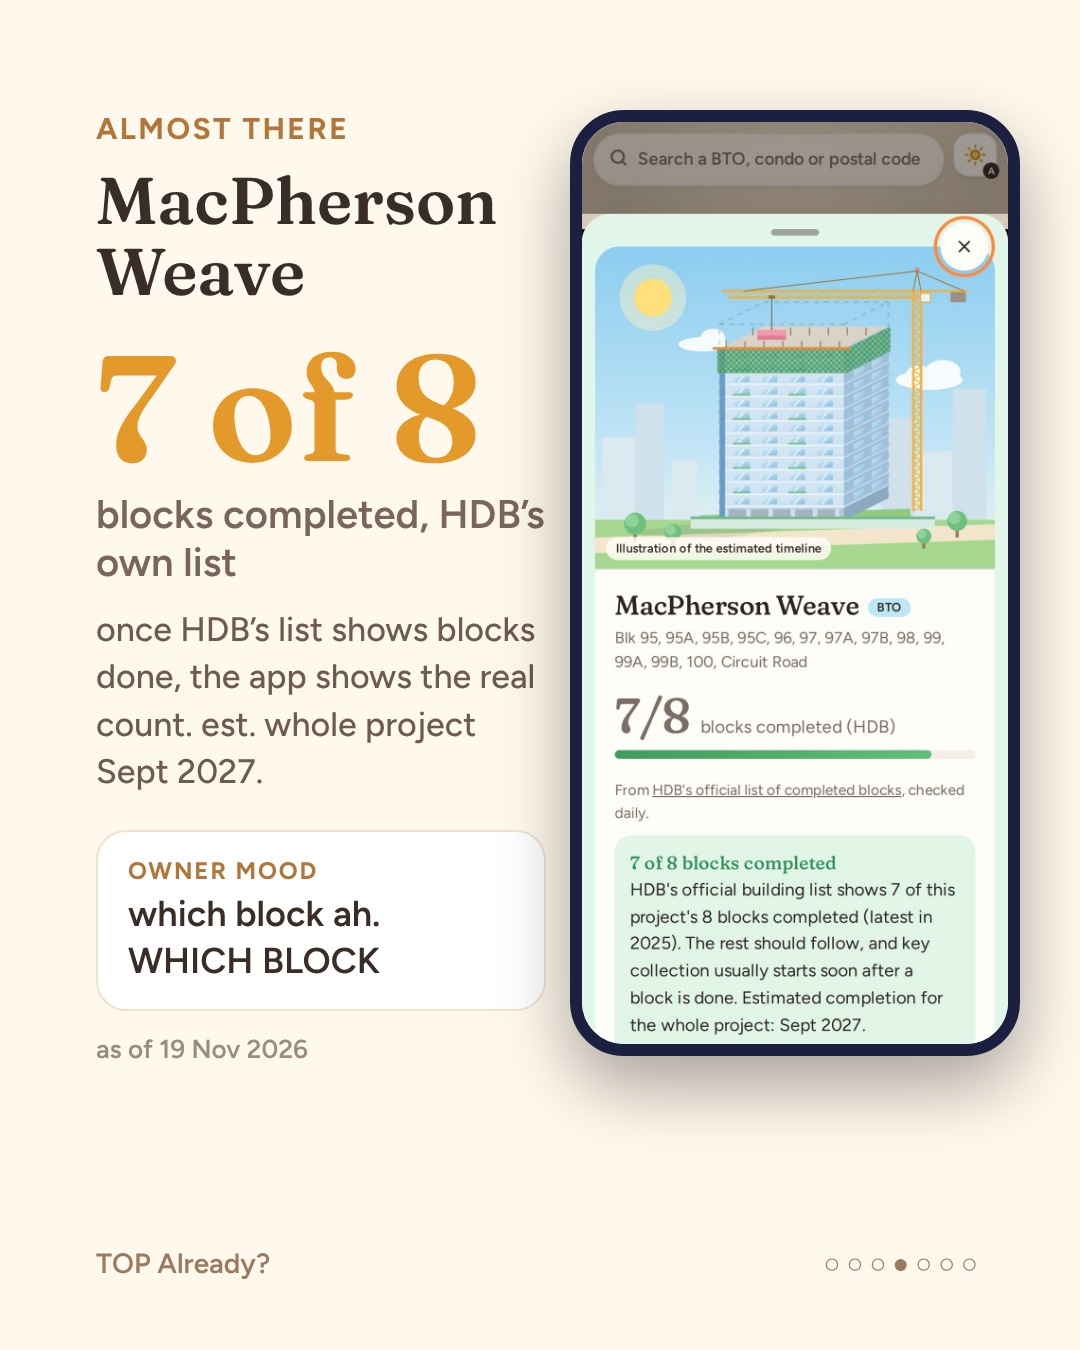 ALMOST THERE
MacPherson
Weave
7 of 8
blocks completed, HDB’s
own list
once HDB’s list shows blocks
done, the app shows the real
count. est. whole project
Sept 2027.
OWNER MOOD
which block ah.
WHICH BLOCK
as of 19 Nov 2026
Search a BTO, condo or postal code
A
Illustration of the estimated timeline
MacPherson Weave BTO
Blk 95, 95A, 95B, 95C, 96, 97, 97A, 97B, 98, 99,
99A, 99B, 100, Circuit Road
7/8 blocks completed (HDB)
From HDB's official list of completed blocks, checked
daily.
7 of 8 blocks completed
HDB's official building list shows 7 of this
project's 8 blocks completed (latest in
2025). The rest should follow, and key
collection usually starts soon after a
block is done. Estimated completion for
the whole project: Sept 2027.
TOP Already?